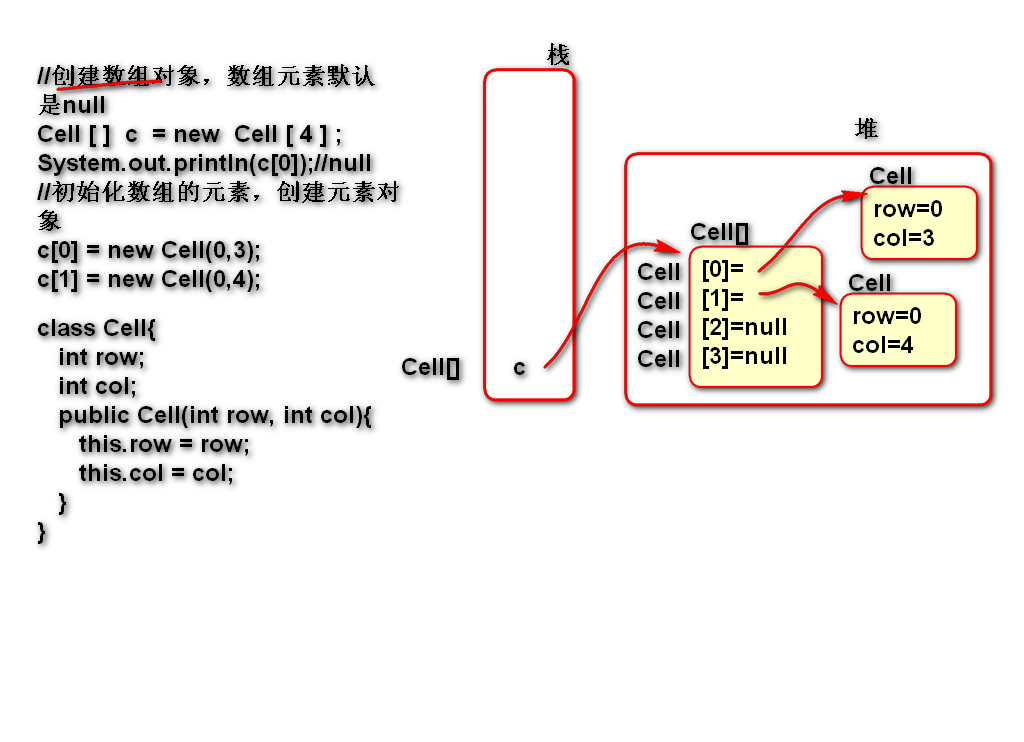 //创建数组对象，数组元素默认
是null
Cell [ ]  c  = new  Cell [ 4 ] ;
System.out.println(c[0]);//null
//初始化数组的元素，创建元素对
象
c[0] = new Cell(0,3);
c[1] = new Cell(0,4);
class Cell{
int row;
int col;
public Cell(int row, int col){
this.row = row;
this.col = col;
}
}
栈
Cell[]
c
堆
Cell[]
Cell [0]=
Cell [1]=
Cell [2]=null
Cell [3]=null
Cell
row=0
col=3
Cell
row=0
col=4